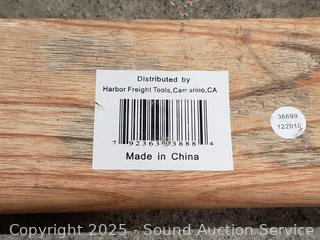 Distributed by
Harbor Freight Tools,Camarillo,CA
7 92363 3888 4
Made in China
36699
122010
Copyright 2025 - Sound Auction Service